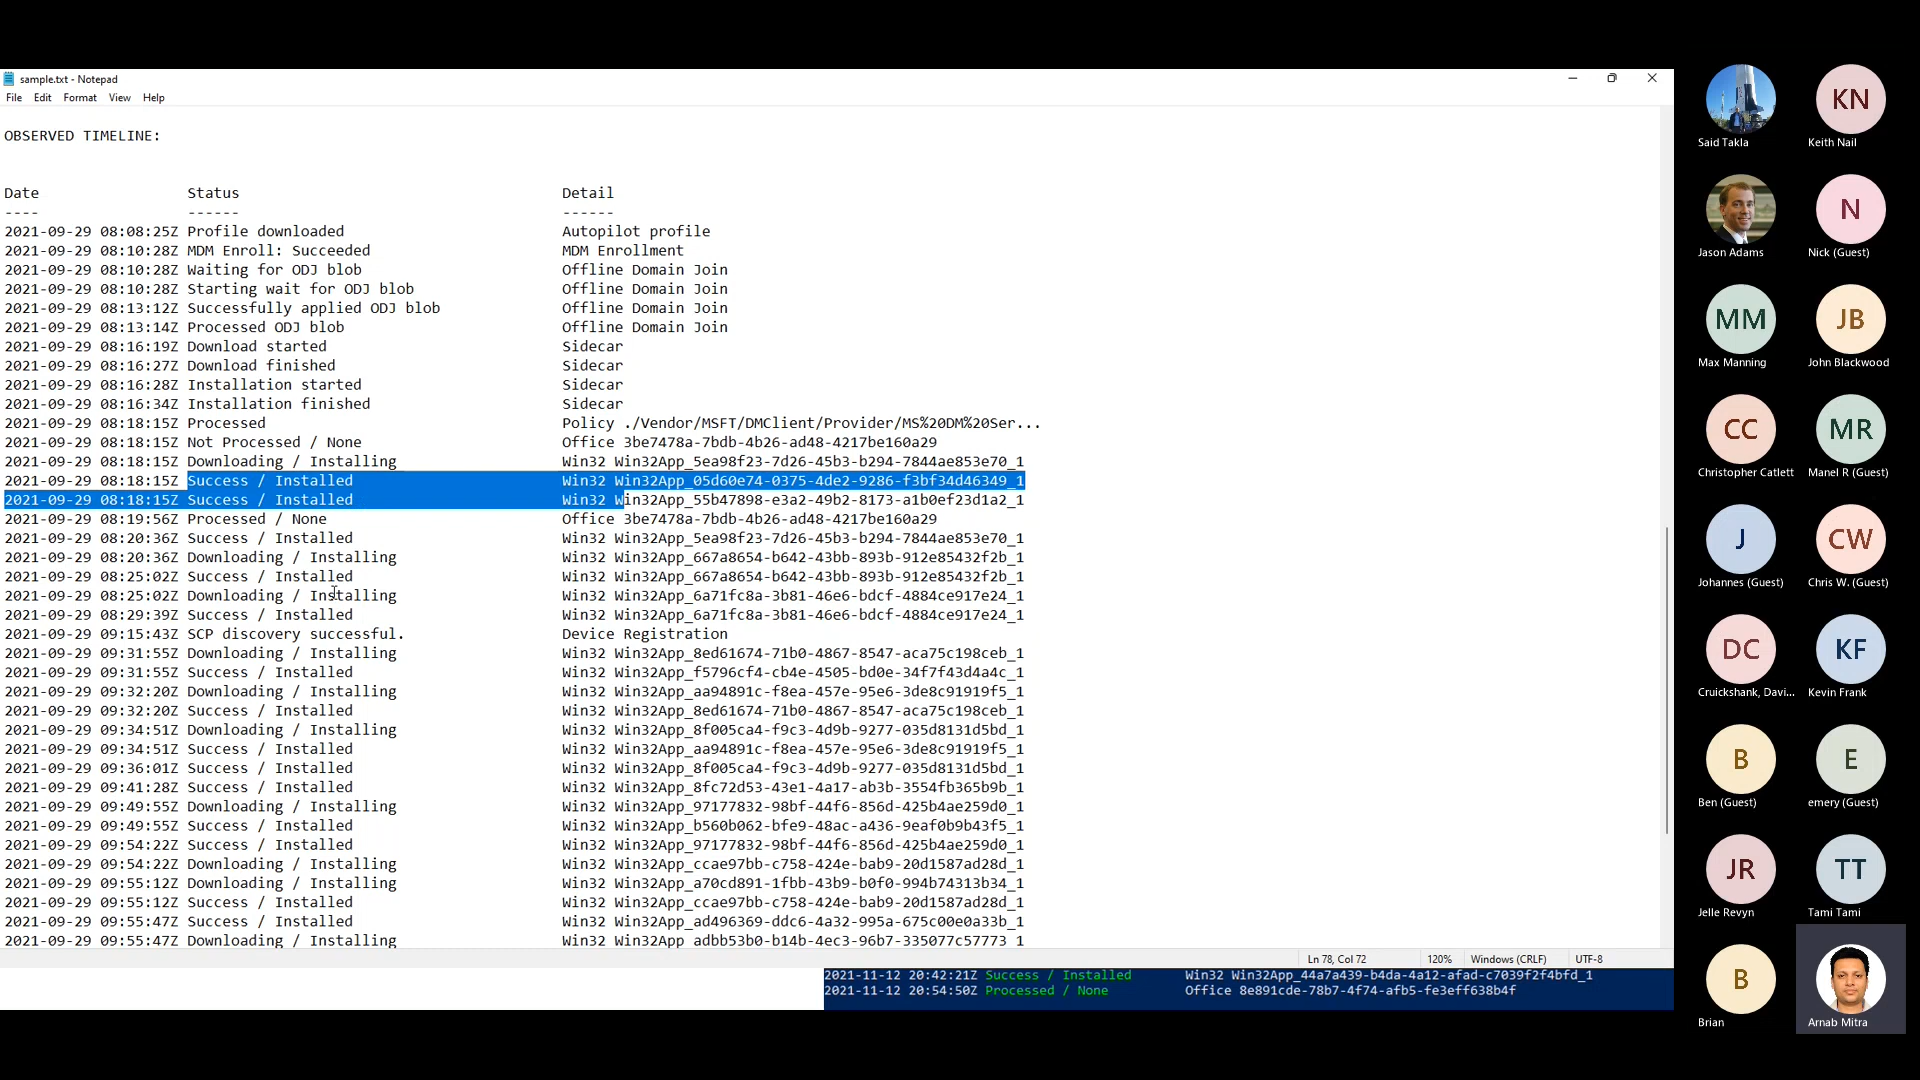 sample.txt - Notepad
File Edit Format View Help
OBSERVED TIMELINE:
Date Status Detail
---- ------ ------
2021-09-29 08:08:25Z Profile downloaded Autopilot profile
2021-09-29 08:10:28Z MDM Enroll: Succeeded MDM Enrollment
2021-09-29 08:10:28Z Waiting for ODJ blob Offline Domain Join
2021-09-29 08:10:28Z Starting wait for ODJ blob Offline Domain Join
2021-09-29 08:13:12Z Successfully applied ODJ blob Offline Domain Join
2021-09-29 08:13:14Z Processed ODJ blob Offline Domain Join
2021-09-29 08:16:19Z Download started Sidecar
2021-09-29 08:16:27Z Download finished Sidecar
2021-09-29 08:16:28Z Installation started Sidecar
2021-09-29 08:16:34Z Installation finished Sidecar
2021-09-29 08:18:15Z Processed Policy ./Vendor/MSFT/DMClient/Provider/MS%20DM%20Ser...
2021-09-29 08:18:15Z Not Processed / None Office 3be7478a-7bdb-4b26-ad48-4217be160a29
2021-09-29 08:18:15Z Downloading / Installing Win32 Win32App_5ea98f23-7d26-45b3-b294-7844ae853e70_1
2021-09-29 08:18:15Z Success / Installed Win32 Win32App_05d60e74-0375-4de2-9286-f3bf34d46349_1
2021-09-29 08:18:15Z Success / Installed Win32 Win32App_55b47898-e3a2-49b2-8173-a1b0ef23d1a2_1
2021-09-29 08:19:56Z Processed / None Office 3be7478a-7bdb-4b26-ad48-4217be160a29
2021-09-29 08:20:36Z Success / Installed Win32 Win32App_5ea98f23-7d26-45b3-b294-7844ae853e70_1
2021-09-29 08:20:36Z Downloading / Installing Win32 Win32App_667a8654-b642-43bb-893b-912e85432f2b_1
2021-09-29 08:25:02Z Success / Installed Win32 Win32App_667a8654-b642-43bb-893b-912e85432f2b_1
2021-09-29 08:25:02Z Downloading / Installing Win32 Win32App_6a71fc8a-3b81-46e6-bdcf-4884ce917e24_1
2021-09-29 08:29:39Z Success / Installed Win32 Win32App_6a71fc8a-3b81-46e6-bdcf-4884ce917e24_1
2021-09-29 09:15:43Z SCP discovery successful. Device Registration
2021-09-29 09:31:55Z Downloading / Installing Win32 Win32App_8ed61674-71b0-4867-8547-aca75c198ceb_1
2021-09-29 09:31:55Z Success / Installed Win32 Win32App_f5796cf4-cb4e-4505-bd0e-34f7f43d4a4c_1
2021-09-29 09:32:20Z Downloading / Installing Win32 Win32App_aa94891c-f8ea-457e-95e6-3de8c91919f5_1
2021-09-29 09:32:20Z Success / Installed Win32 Win32App_8ed61674-71b0-4867-8547-aca75c198ceb_1
2021-09-29 09:34:51Z Downloading / Installing Win32 Win32App_8f005ca4-f9c3-4d9b-9277-035d8131d5bd_1
2021-09-29 09:34:51Z Success / Installed Win32 Win32App_aa94891c-f8ea-457e-95e6-3de8c91919f5_1
2021-09-29 09:36:01Z Success / Installed Win32 Win32App_8f005ca4-f9c3-4d9b-9277-035d8131d5bd_1
2021-09-29 09:41:28Z Success / Installed Win32 Win32App_8fc72d53-43e1-4a17-ab3b-3554fb365b9b_1
2021-09-29 09:49:55Z Downloading / Installing Win32 Win32App_97177832-98bf-44f6-856d-425b4ae259d0_1
2021-09-29 09:49:55Z Success / Installed Win32 Win32App_b560b062-bfe9-48ac-a436-9eaf0b9b43f5_1
2021-09-29 09:54:22Z Success / Installed Win32 Win32App_97177832-98bf-44f6-856d-425b4ae259d0_1
2021-09-29 09:54:22Z Downloading / Installing Win32 Win32App_ccae97bb-c758-424e-bab9-20d1587ad28d_1
2021-09-29 09:55:12Z Downloading / Installing Win32 Win32App_a70cd891-1fbb-43b9-b0f0-994b74313b34_1
2021-09-29 09:55:12Z Success / Installed Win32 Win32App_ccae97bb-c758-424e-bab9-20d1587ad28d_1
2021-09-29 09:55:47Z Success / Installed Win32 Win32App_ad496369-ddc6-4a32-995a-675c00e0a33b_1
2021-09-29 09:55:47Z Downloading / Installing Win32 Win32App_adbb53b0-b14b-4ec3-96b7-335077c57773_1
Ln 78, Col 72 120% Windows (CRLF) UTF-8
2021-11-12 20:42:21Z Success / Installed Win32 Win32App_44a7a439-b4da-4a12-afad-c7039f2f4bfd_1
2021-11-12 20:54:50Z Processed / None Office 8e891cde-78b7-4f74-afb5-fe3eff638b4f
KN
Said Takla Keith Nail
N
Jason Adams Nick (Guest)
MM JB
Max Manning John Blackwood
CC MR
Christopher Catlett Manel R (Guest)
J CW
Johannes (Guest) Chris W. (Guest)
DC KF
Cruickshank, Davi... Kevin Frank
B E
Ben (Guest) emery (Guest)
JR TT
Jelle Revyn Tami Tami
B
Brian Arnab Mitra